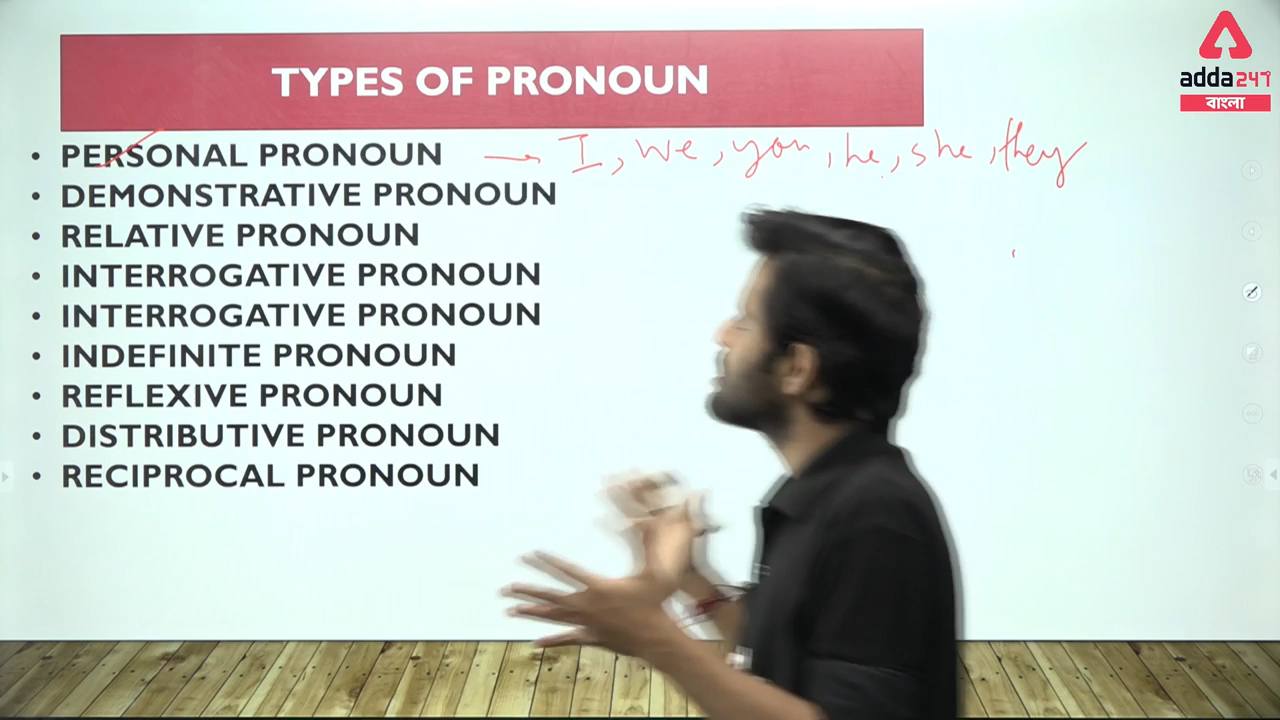 TYPES OF PRONOUN
adda247
বাংলা
• PERSONAL PRONOUN → I, we, you, he, she, they
• DEMONSTRATIVE PRONOUN
• RELATIVE PRONOUN
• INTERROGATIVE PRONOUN
• INTERROGATIVE PRONOUN
• INDEFINITE PRONOUN
• REFLEXIVE PRONOUN
• DISTRIBUTIVE PRONOUN
• RECIPROCAL PRONOUN